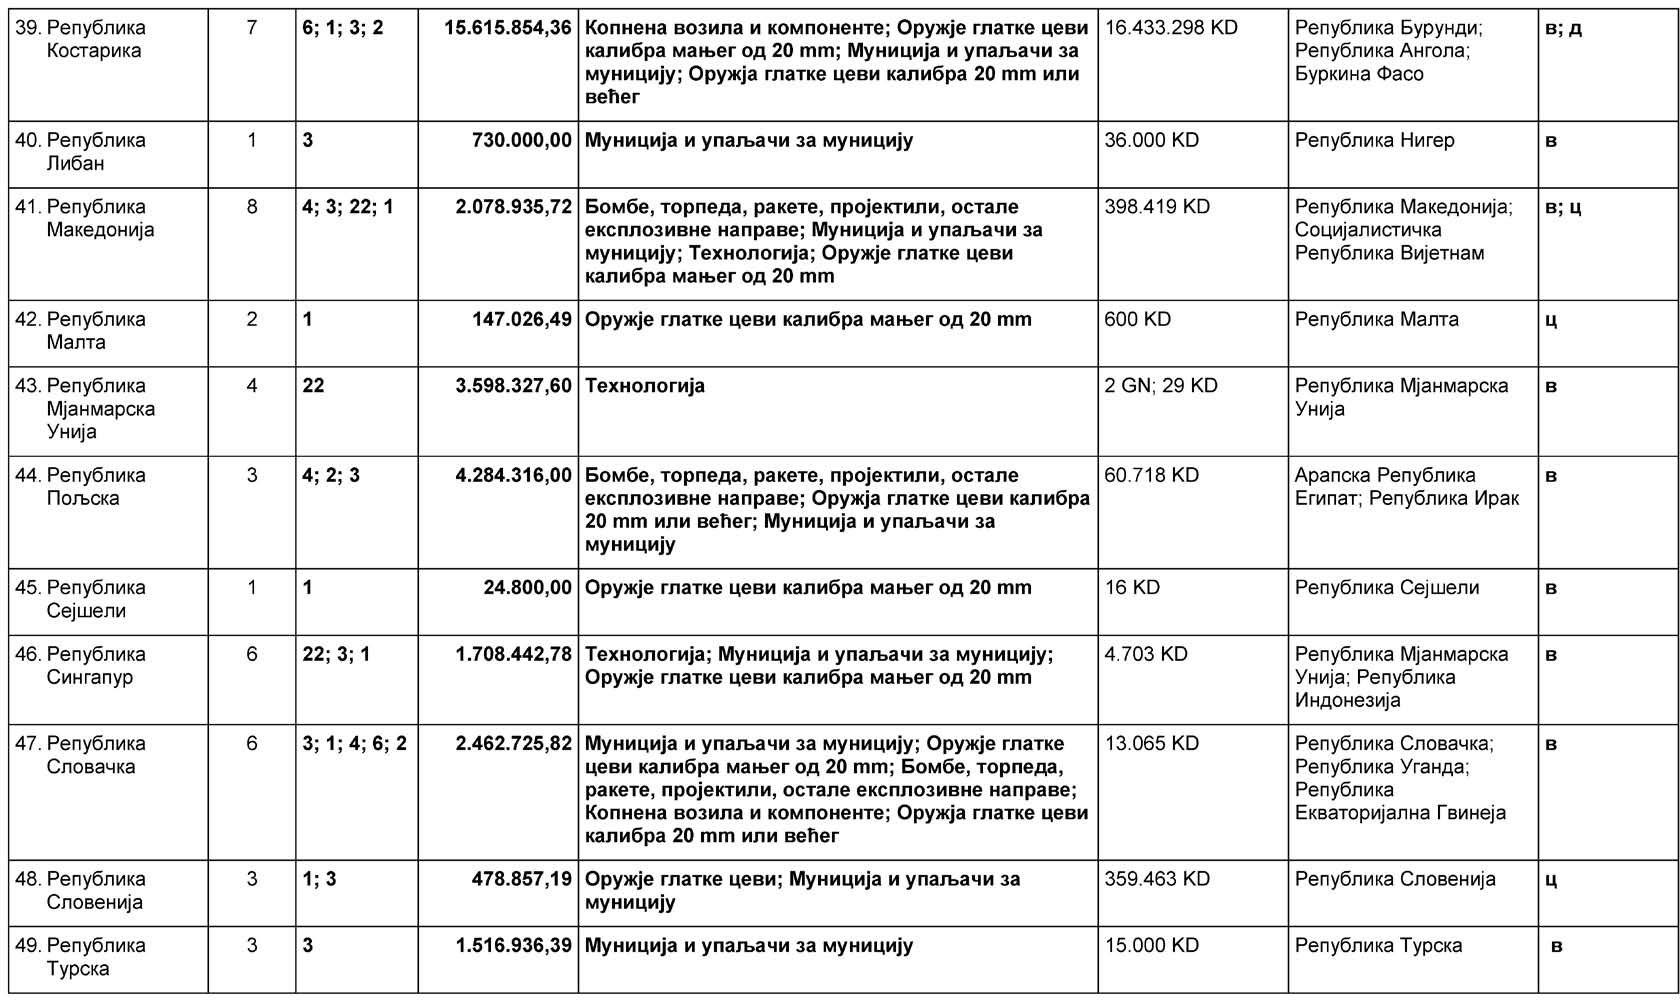 39. Република Костарика 7 6; 1; 3; 2 15.615.854,36 Копнена возила и компоненте; Оружје глатке цеви калибра мањег од 20 mm; Муниција и упаљачи за муницију; Оружја глатке цеви калибра 20 mm или већег 16.433.298 KD Република Бурунди; Република Ангола; Буркина Фасо в; д
40. Република Либан 1 3 730.000,00 Муниција и упаљачи за муницију 36.000 KD Република Нигер в
41. Република Македонија 8 4; 3; 22; 1 2.078.935,72 Бомбе, торпеда, ракете, пројектили, остале експлозивне направе; Муниција и упаљачи за муницију; Технологија; Оружје глатке цеви калибра мањег од 20 mm 398.419 KD Република Македонија; Социјалистичка Република Вијетнам в; ц
42. Република Малта 2 1 147.026,49 Оружје глатке цеви калибра мањег од 20 mm 600 KD Република Малта ц
43. Република Мјанмарска Унија 4 22 3.598.327,60 Технологија 2 GN; 29 KD Република Мјанмарска Унија в
44. Република Пољска 3 4; 2; 3 4.284.316,00 Бомбе, торпеда, ракете, пројектили, остале експлозивне направе; Оружја глатке цеви калибра 20 mm или већег; Муниција и упаљачи за муницију 60.718 KD Арапска Република Египат; Република Ирак в
45. Република Сејшели 1 1 24.800,00 Оружје глатке цеви калибра мањег од 20 mm 16 KD Република Сејшели в
46. Република Сингапур 6 22; 3; 1 1.708.442,78 Технологија; Муниција и упаљачи за муницију; Оружје глатке цеви калибра мањег од 20 mm 4.703 KD Република Мјанмарска Унија; Република Индонезија в
47. Република Словачка 6 3; 1; 4; 6; 2 2.462.725,82 Муниција и упаљачи за муницију; Оружје глатке цеви калибра мањег од 20 mm; Бомбе, торпеда, ракете, пројектили, остале експлозивне направе; Копнена возила и компоненте; Оружја глатке цеви калибра 20 mm или већег 13.065 KD Република Словачка; Република Уганда; Република Екваторијална Гвинеја в
48. Република Словенија 3 1; 3 478.857,19 Оружје глатке цеви; Муниција и упаљачи за муницију 359.463 KD Република Словенија ц
49. Република Турска 3 3 1.516.936,39 Муниција и упаљачи за муницију 15.000 KD Република Турска в